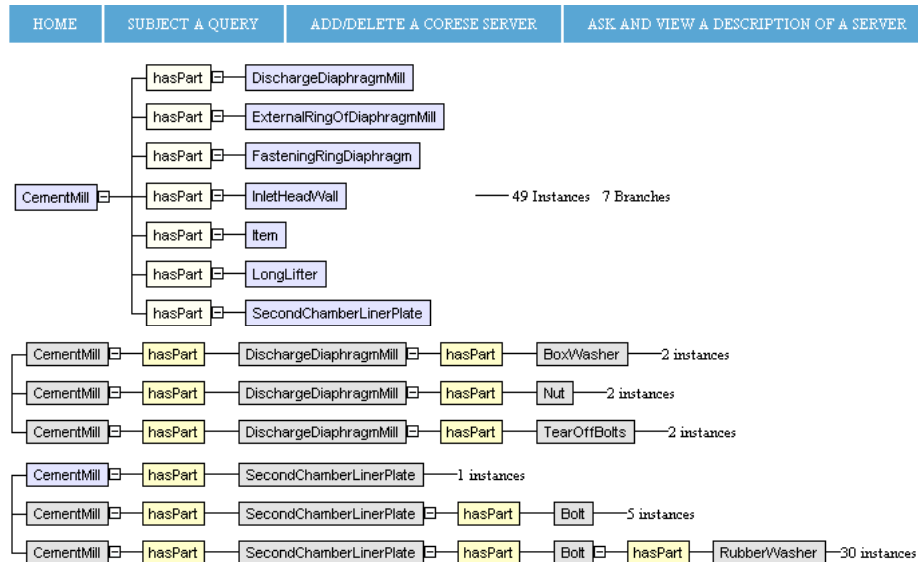 HOME SUBJECT A QUERY ADD/DELETE A CORESE SERVER ASK AND VIEW A DESCRIPTION OF A SERVER
hasPart DischargeDiaphragmMill
hasPart ExternalRingOfDiaphragmMill
hasPart FasteningRingDiaphragm
CementMill hasPart InletHeadWall 49 Instances 7 Branches
hasPart Item
hasPart LongLifter
hasPart SecondChamberLinerPlate
CementMill hasPart DischargeDiaphragmMill hasPart BoxWasher 2 instances
CementMill hasPart DischargeDiaphragmMill hasPart Nut 2 instances
CementMill hasPart DischargeDiaphragmMill hasPart TearOffBolts 2 instances
CementMill hasPart SecondChamberLinerPlate 1 instances
CementMill hasPart SecondChamberLinerPlate hasPart Bolt 5 instances
CementMill hasPart SecondChamberLinerPlate hasPart Bolt hasPart RubberWasher 30 instances